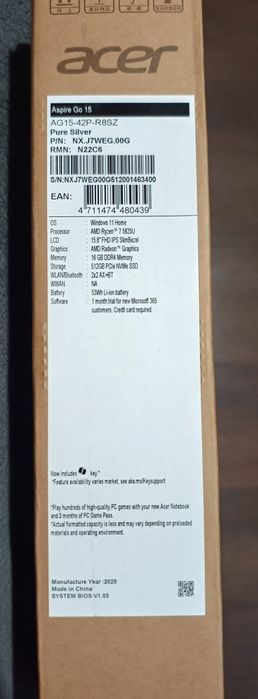 acer
Aspire Go 15
AG15-42P-R8SZ
Pure Silver
P/N: NX.J7WEG.00G
RMN: N22C6
S/N:NXJ7WEG00G512001463400
EAN:
4 711474 480439
OS : Windows 11 Home
Processor : AMD Ryzen™ 7 5825U
LCD : 15.6" FHD IPS SlimBezel
Graphics : AMD Radeon™ Graphics
Memory : 16 GB DDR4 Memory
Storage : 512GB PCIe NVMe SSD
WLAN/Bluetooth : 2x2 AX+BT
WWAN : NA
Battery : 53Wh Li-ion battery
Software : 1 month trial for new Microsoft 365
customers. Credit card required.
Now includes key.*
*Feature availability varies market, see aka.ms/Keysupport
*Play hundreds of high-quality PC games with your new Acer Notebook
and 3 months of PC Game Pass.
*Actual formatted capacity is less and may vary depending on preloaded
materials and operating environment.
Manufacture Year :2025
Made in China
SYSTEM BIOS:V1.03